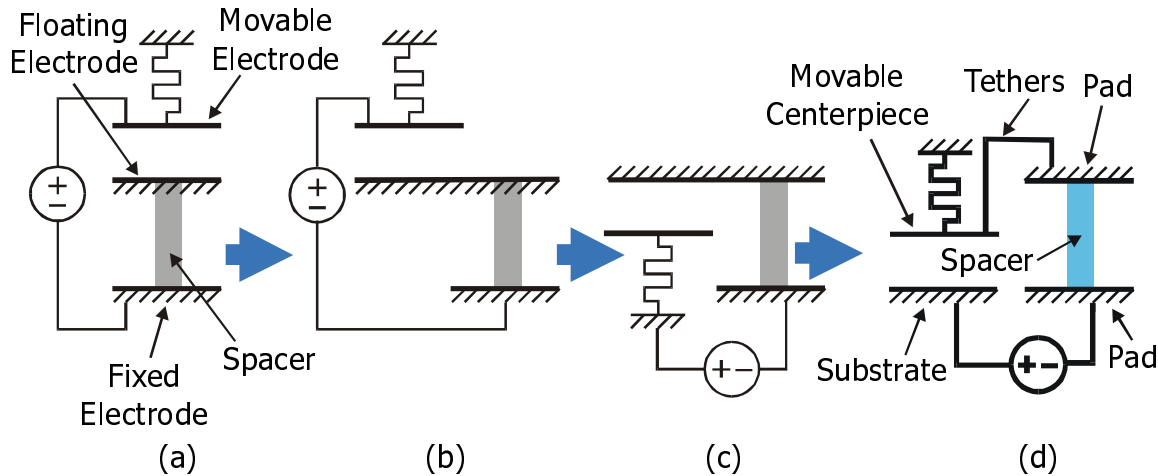 Floating
Electrode
Movable
Electrode
+
−
Spacer
Fixed
Electrode
(a)
+
−
(b)
+ −
(c)
Movable
Centerpiece
Tethers
Pad
Spacer
Substrate
+ -
Pad
(d)